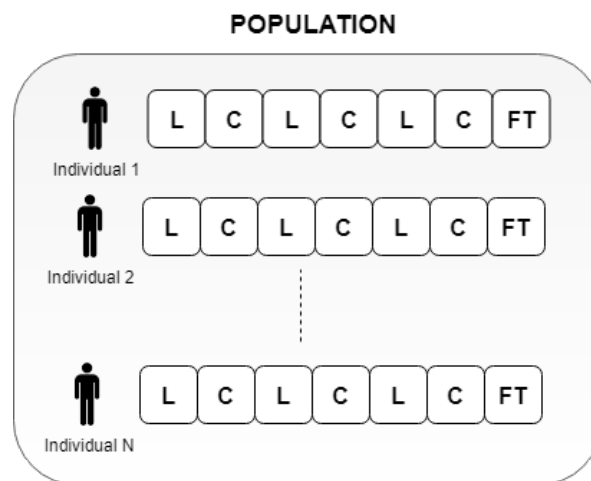 POPULATION
L C L C L C FT
Individual 1
L C L C L C FT
Individual 2
L C L C L C FT
Individual N